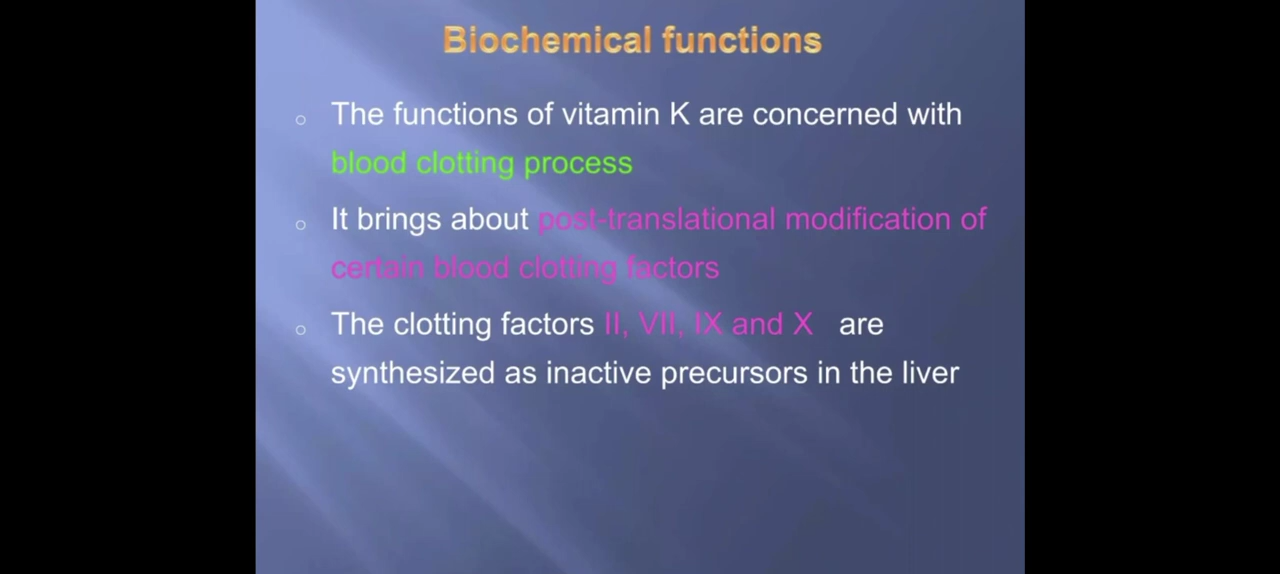 Biochemical functions
The functions of vitamin K are concerned with
blood clotting process
It brings about post-translational modification of
certain blood clotting factors
The clotting factors II, VII, IX and X are
synthesized as inactive precursors in the liver